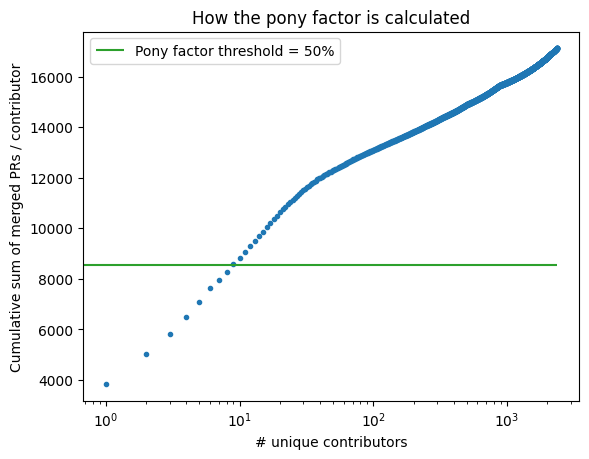 How the pony factor is calculated
Pony factor threshold = 50%
Cumulative sum of merged PRs / contributor
16000
14000
12000
10000
8000
6000
4000
10⁰
10¹
10²
10³
# unique contributors